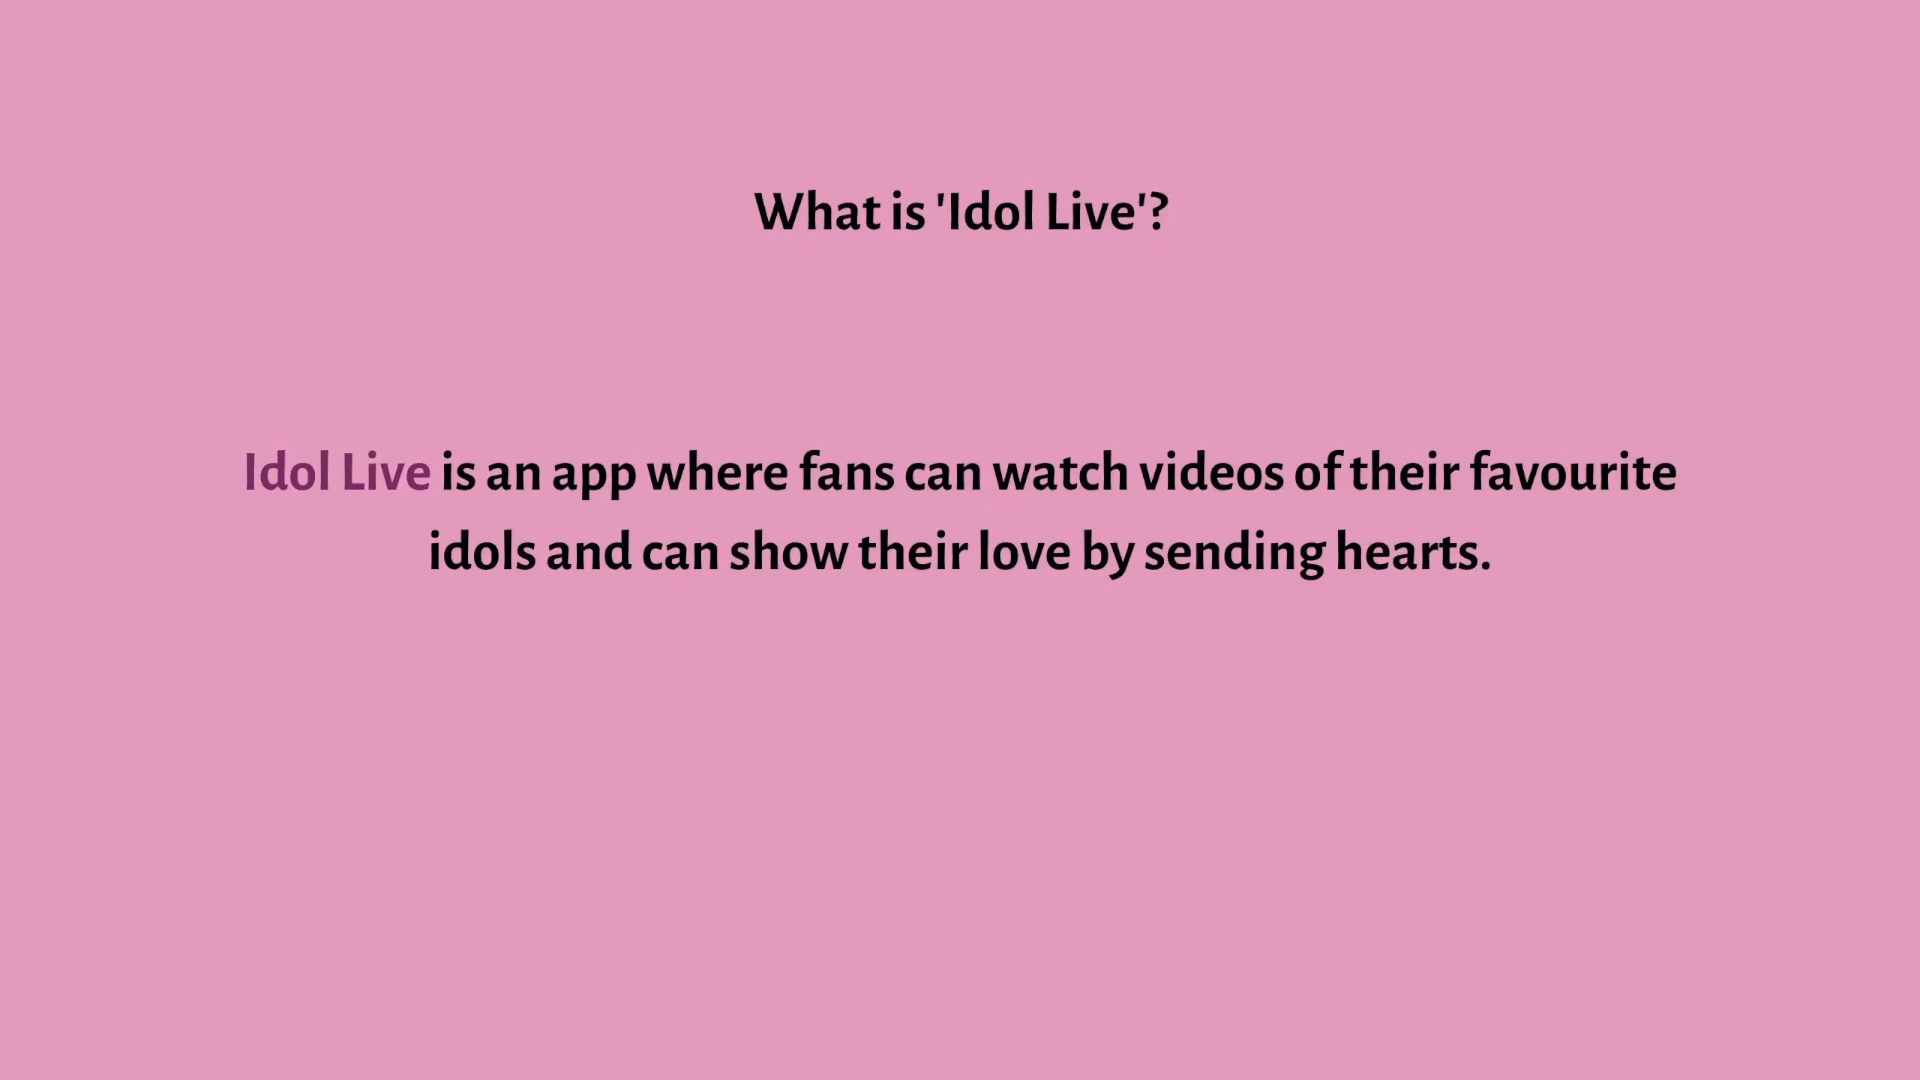 What is 'Idol Live'?
Idol Live is an app where fans can watch videos of their favourite
idols and can show their love by sending hearts.